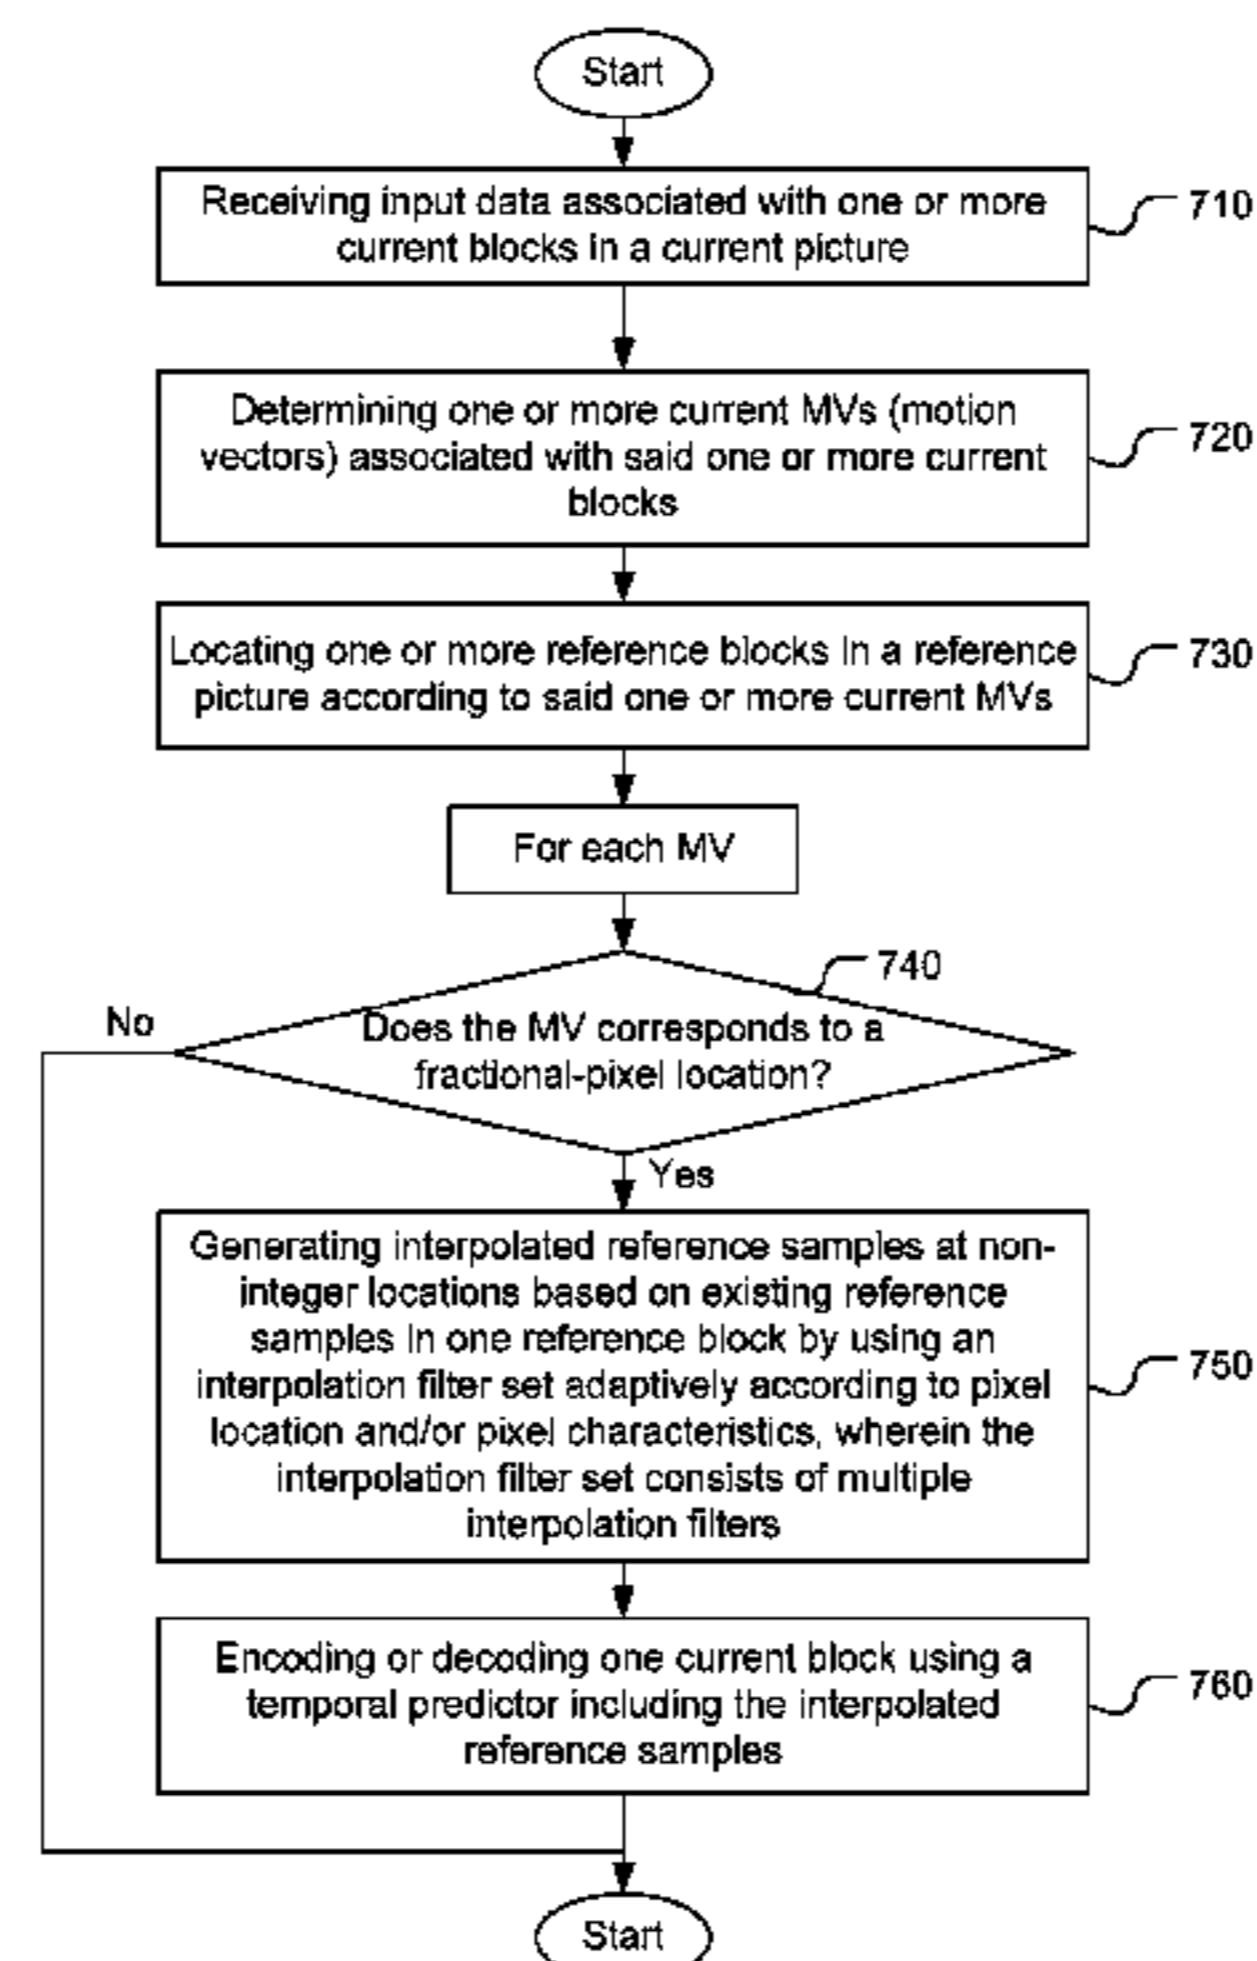 Start
Receiving input data associated with one or more
current blocks in a current picture
710
Determining one or more current MVs (motion
vectors) associated with said one or more current
blocks
720
Locating one or more reference blocks in a reference
picture according to said one or more current MVs
730
For each MV
740
No
Does the MV corresponds to a
fractional-pixel location?
Yes
Generating interpolated reference samples at non-
integer locations based on existing reference
samples in one reference block by using an
interpolation filter set adaptively according to pixel
location and/or pixel characteristics, wherein the
interpolation filter set consists of multiple
interpolation filters
750
Encoding or decoding one current block using a
temporal predictor including the interpolated
reference samples
760
Start